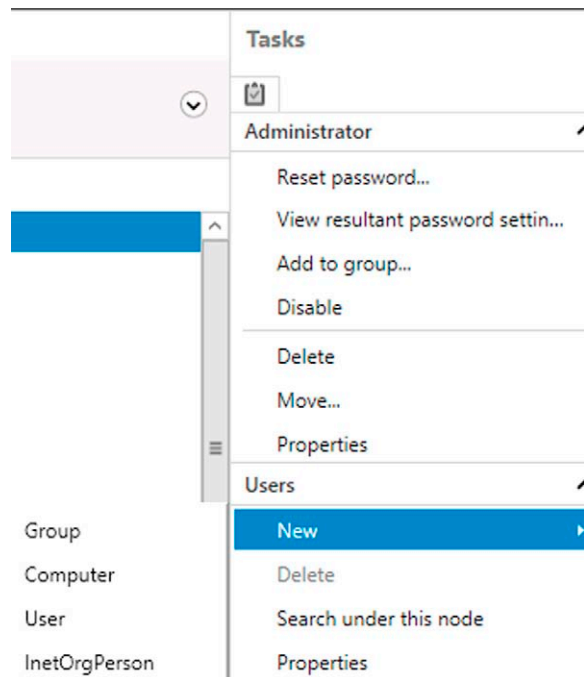 Tasks
Administrator
Reset password...
View resultant password settin...
Add to group...
Disable
Delete
Move...
Properties
Users
New
Delete
Search under this node
Properties
Group
Computer
User
InetOrgPerson